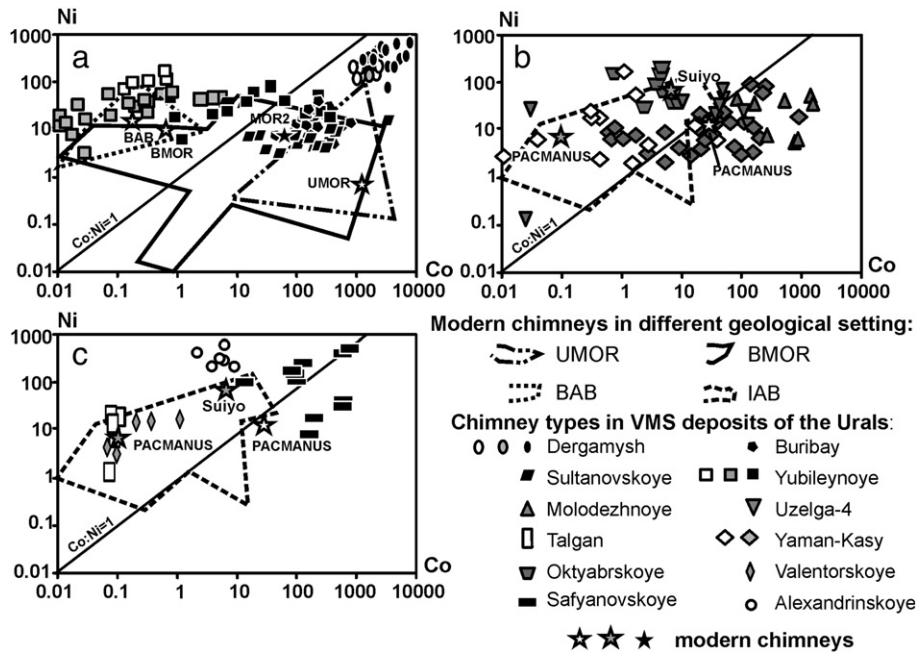 Ni
a
1000
100
10
1
0.1
0.01
BAB
BMOR
MOR2
UMOR
Co:Ni=1
Co
0.01 0.1 1 10 100 1000 10000
Ni
b
1000
100
10
1
0.1
0.01
Suiyo
PACMANUS
PACMANUS
Co:Ni=1
Co
0.01 0.1 1 10 100 1000 10000
Ni
c
1000
100
10
1
0.1
0.01
Suiyo
PACMANUS
PACMANUS
Co:Ni=1
Co
0.01 0.1 1 10 100 1000 10000
Modern chimneys in different geological setting:
UMOR BMOR
BAB IAB
Chimney types in VMS deposits of the Urals:
Dergamysh Buribay
Sultanovskoye Yubileynoye
Molodezhnoye Uzelga-4
Talgan Yaman-Kasy
Oktyabrskoye Valentorskoye
Safyanovskoye Alexandrinskoye
modern chimneys